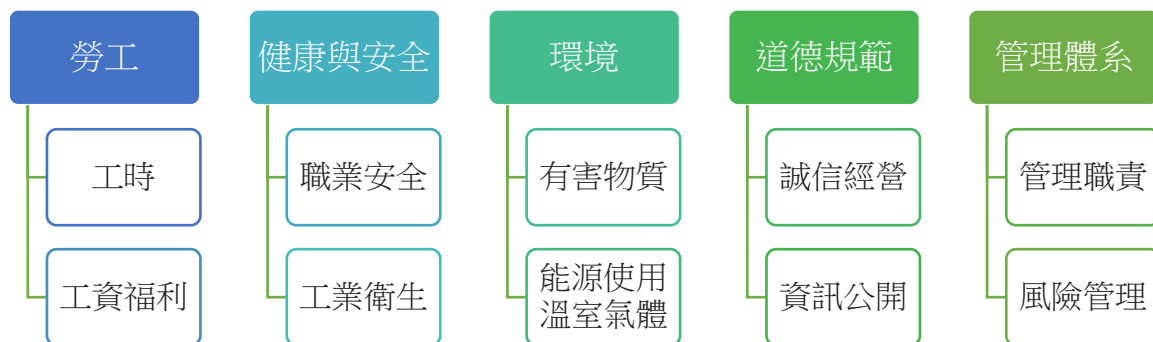 勞工
工時
工資福利
健康與安全
職業安全
工業衛生
環境
有害物質
能源使用
溫室氣體
道德規範
誠信經營
資訊公開
管理體系
管理職責
風險管理